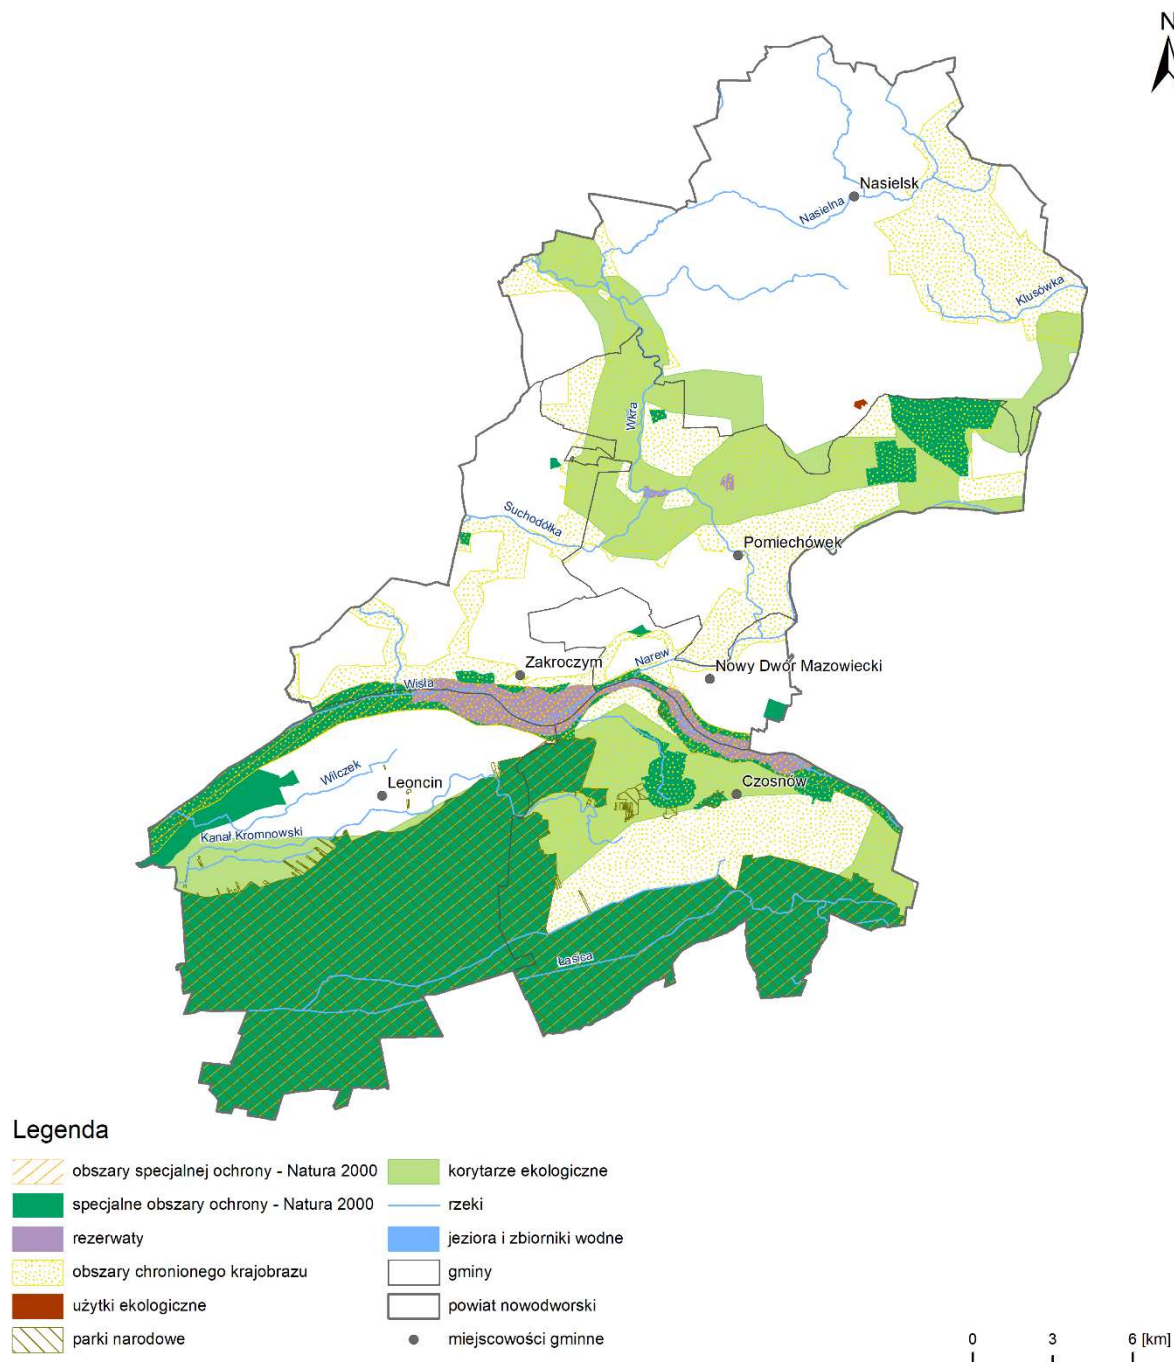 N
Nasielsk
Nasielna
Klusówka
Wkra
Suchodółka
Pomiechówek
Zakroczym
Narew
Nowy Dwór Mazowiecki
Wisła
Wilczek
Leoncin
Czosnów
Kanał Kromnowski
Łasica
Legenda
obszary specjalnej ochrony - Natura 2000
specjalne obszary ochrony - Natura 2000
rezerwaty
obszary chronionego krajobrazu
użytki ekologiczne
parki narodowe
korytarze ekologiczne
rzeki
jeziora i zbiorniki wodne
gminy
powiat nowodworski
miejscowości gminne
0 3 6 [km]